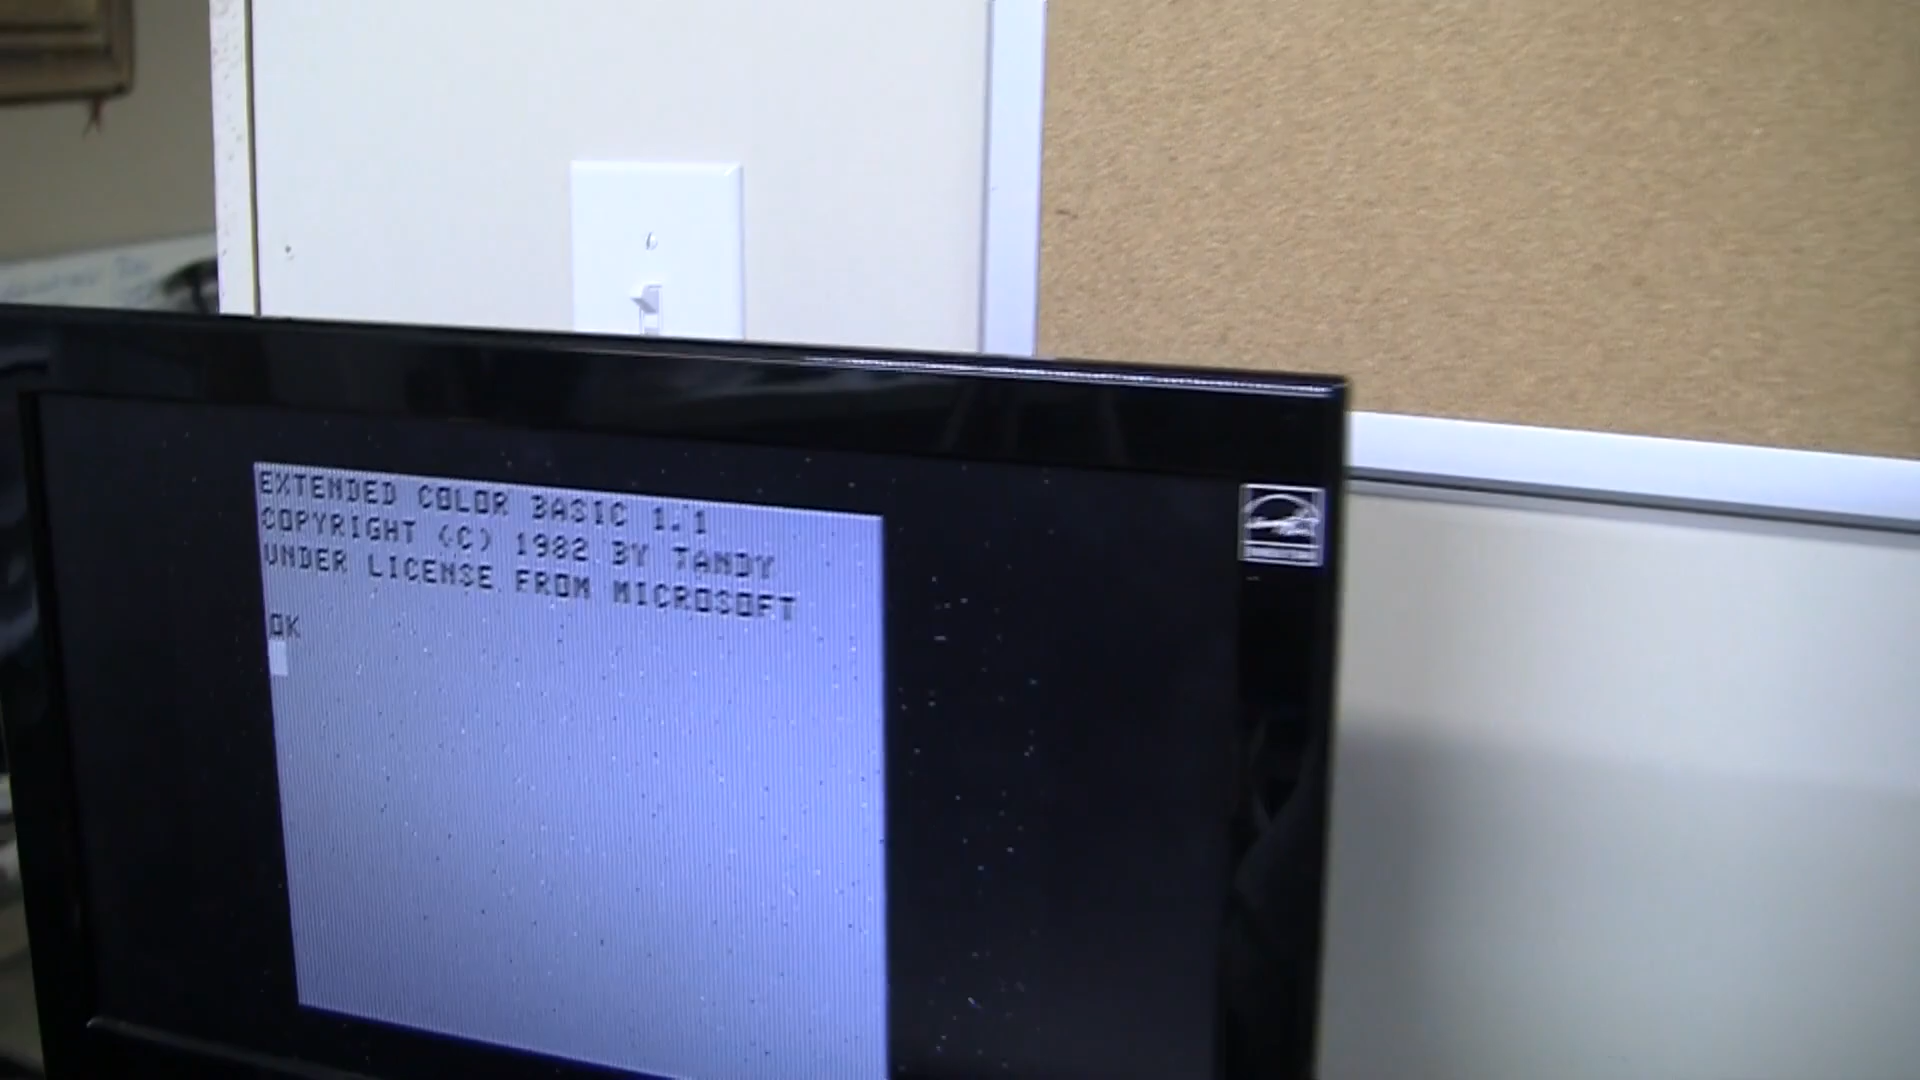 EXTENDED COLOR BASIC 1.1
COPYRIGHT (C) 1982 BY TANDY
UNDER LICENSE FROM MICROSOFT
OK